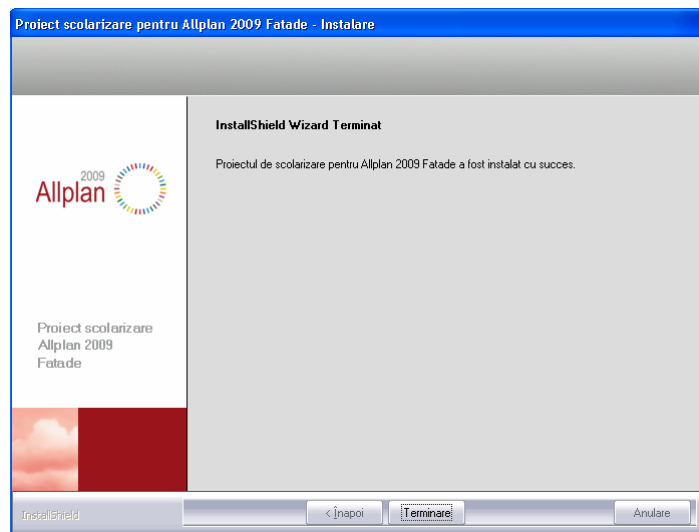 Proiect scolarizare pentru Allplan 2009 Fatade - Instalare
InstallShield Wizard Terminat
Proiectul de scolarizare pentru Allplan 2009 Fatade a fost instalat cu succes.
2009
Allplan
Proiect scolarizare
Allplan 2009
Fatade
InstallShield
< Înapoi
Terminare
Anulare